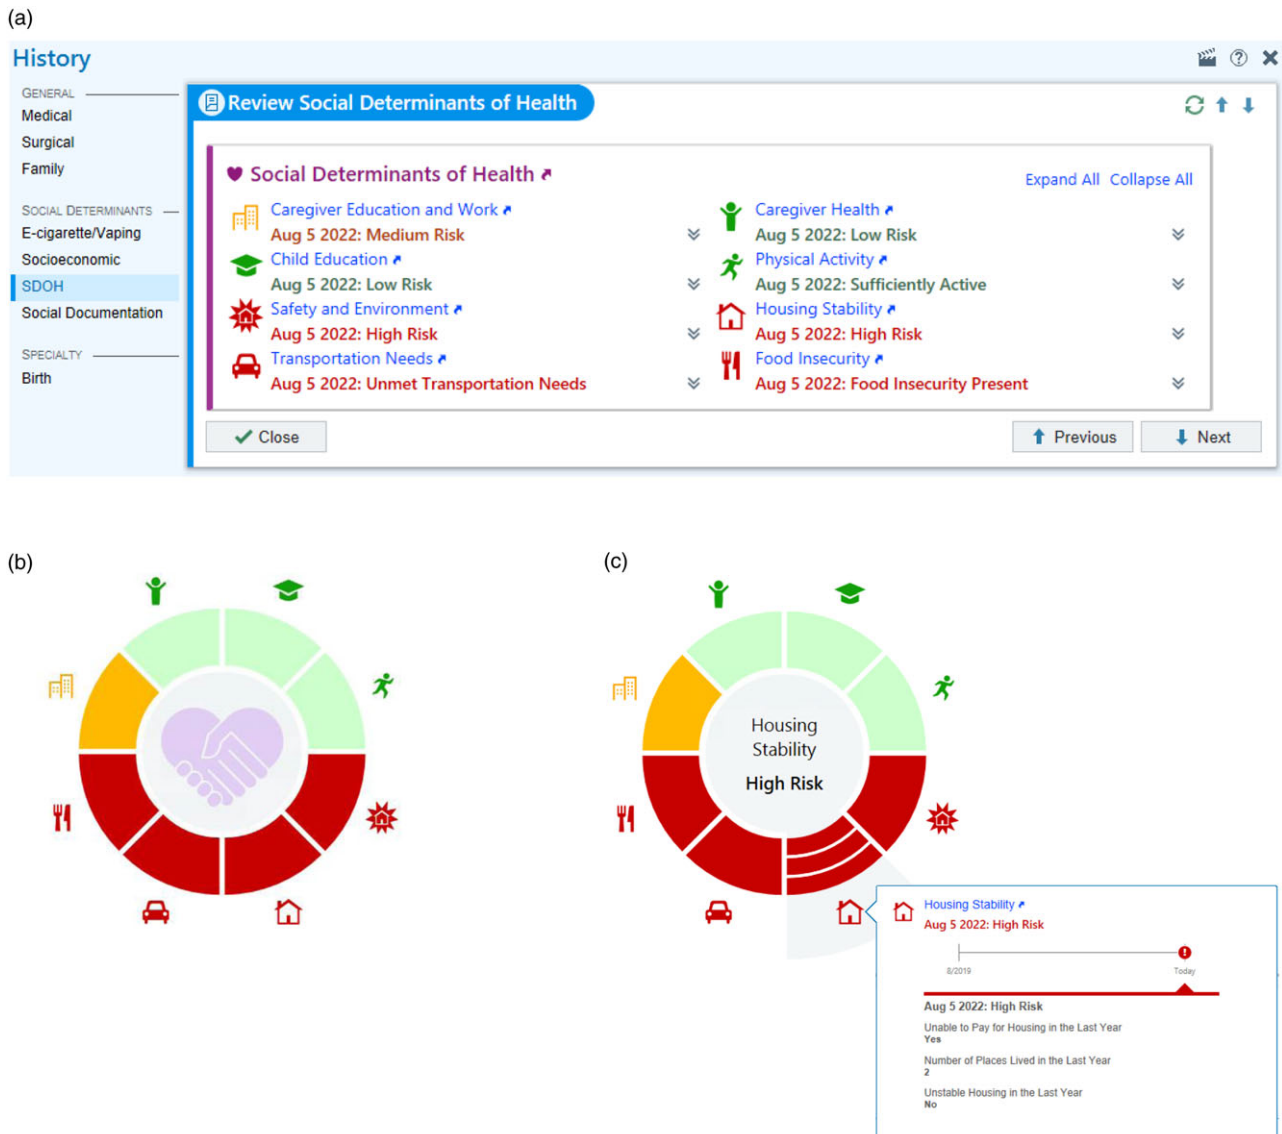 (a)
History
GENERAL
Medical
Surgical
Family
SOCIAL DETERMINANTS
E-cigarette/Vaping
Socioeconomic
SDOH
Social Documentation
SPECIALTY
Birth
Review Social Determinants of Health
Social Determinants of Health
Expand All Collapse All
Caregiver Education and Work
Aug 5 2022: Medium Risk
Caregiver Health
Aug 5 2022: Low Risk
Child Education
Aug 5 2022: Low Risk
Physical Activity
Aug 5 2022: Sufficiently Active
Safety and Environment
Aug 5 2022: High Risk
Housing Stability
Aug 5 2022: High Risk
Transportation Needs
Aug 5 2022: Unmet Transportation Needs
Food Insecurity
Aug 5 2022: Food Insecurity Present
Close
Previous
Next
(b)
(c)
Housing
Stability
High Risk
Housing Stability
Aug 5 2022: High Risk
8/2019
Today
Aug 5 2022: High Risk
Unable to Pay for Housing in the Last Year
Yes
Number of Places Lived in the Last Year
2
Unstable Housing in the Last Year
No